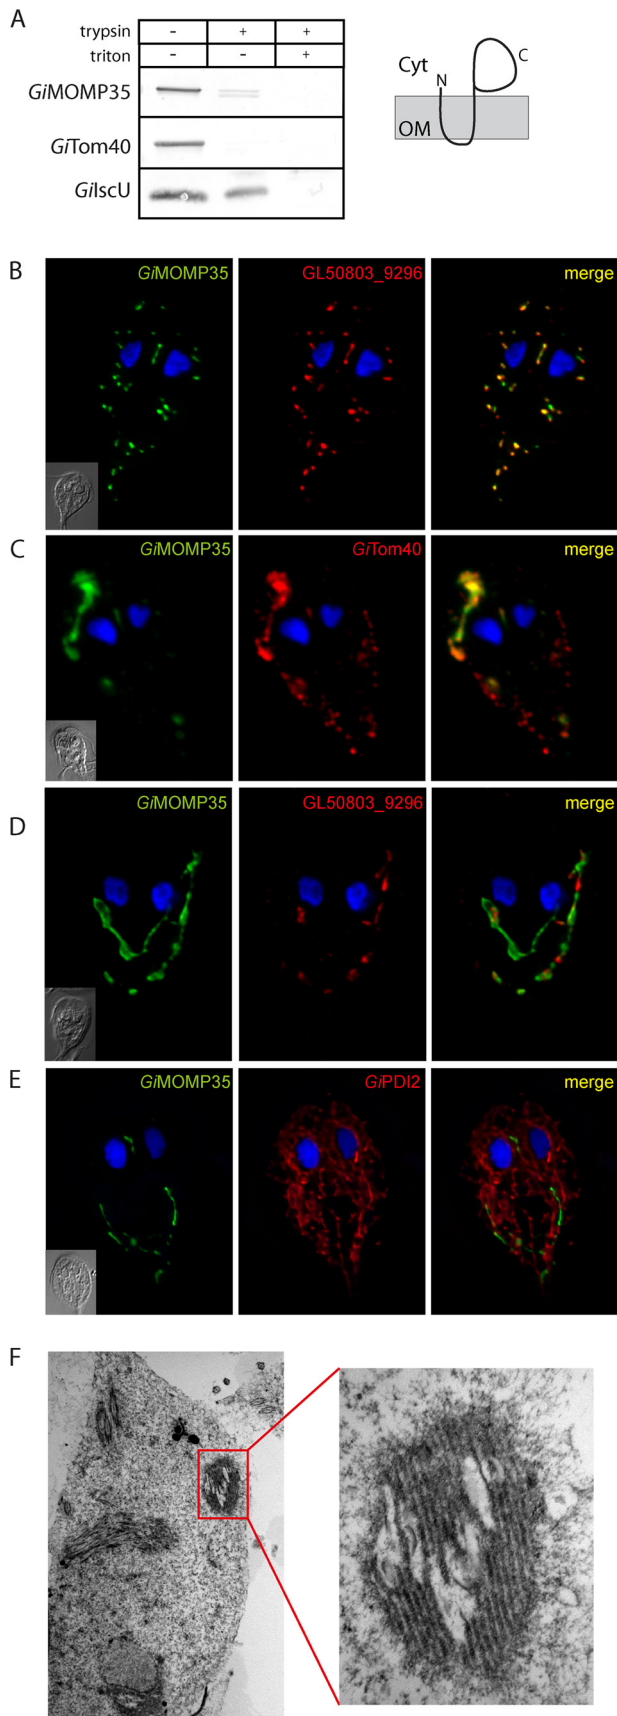 A
trypsin - + +
triton - - +
GiMOMP35
GiTom40
GiIscU
Cyt
N
C
OM
B
GiMOMP35 GL50803_9296 merge
C
GiMOMP35 GiTom40 merge
D
GiMOMP35 GL50803_9296 merge
E
GiMOMP35 GiPDI2 merge
F